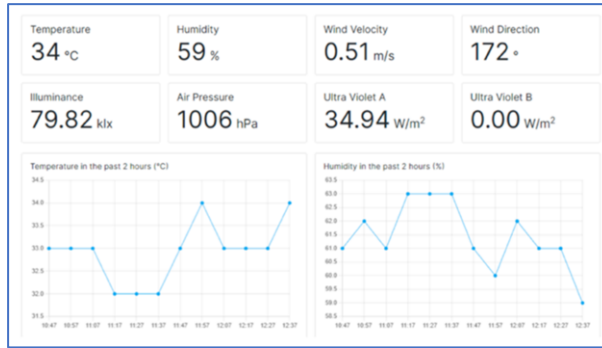 Temperature
34 °C
Humidity
59 %
Wind Velocity
0.51 m/s
Wind Direction
172 °
Illuminance
79.82 klx
Air Pressure
1006 hPa
Ultra Violet A
34.94 W/m²
Ultra Violet B
0.00 W/m²
Temperature in the past 2 hours (°C)
34.5
34.0
33.5
33.0
32.5
32.0
31.5
10:47 10:57 11:07 11:17 11:27 11:37 11:47 11:57 12:07 12:17 12:27 12:37
Humidity in the past 2 hours (%)
63.5
63.0
62.5
62.0
61.5
61.0
60.5
60.0
59.5
59.0
58.5
10:47 10:57 11:07 11:17 11:27 11:37 11:47 11:57 12:07 12:17 12:27 12:37